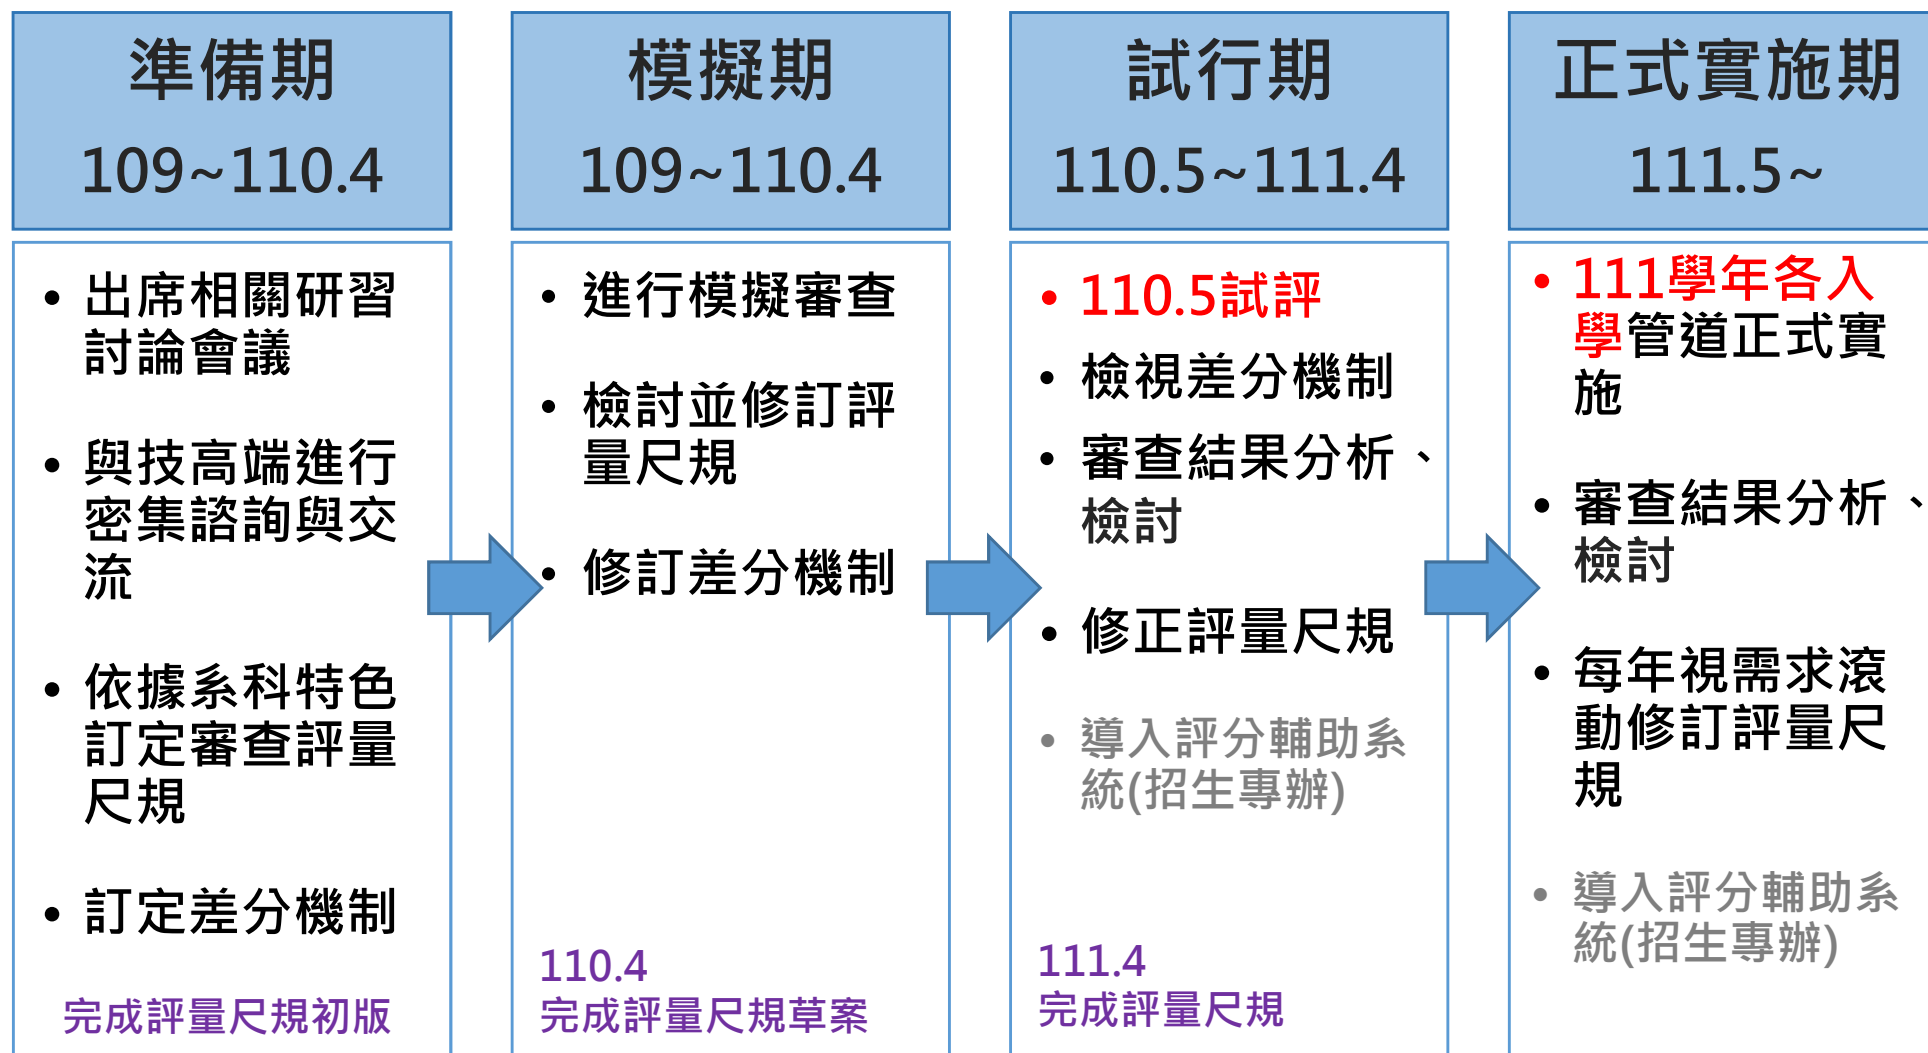 準備期
109~110.4
• 出席相關研習
討論會議
• 與技高端進行
密集諮詢與交
流
• 依據系科特色
訂定審查評量
尺規
• 訂定差分機制
完成評量尺規初版
模擬期
109~110.4
• 進行模擬審查
• 檢討並修訂評
量尺規
• 修訂差分機制
110.4
完成評量尺規草案
試行期
110.5~111.4
• 110.5試評
• 檢視差分機制
• 審查結果分析、
檢討
• 修正評量尺規
• 導入評分輔助系
統(招生專辦)
111.4
完成評量尺規
正式實施期
111.5~
• 111學年各入
學管道正式實
施
• 審查結果分析、
檢討
• 每年視需求滾
動修訂評量尺
規
• 導入評分輔助系
統(招生專辦)